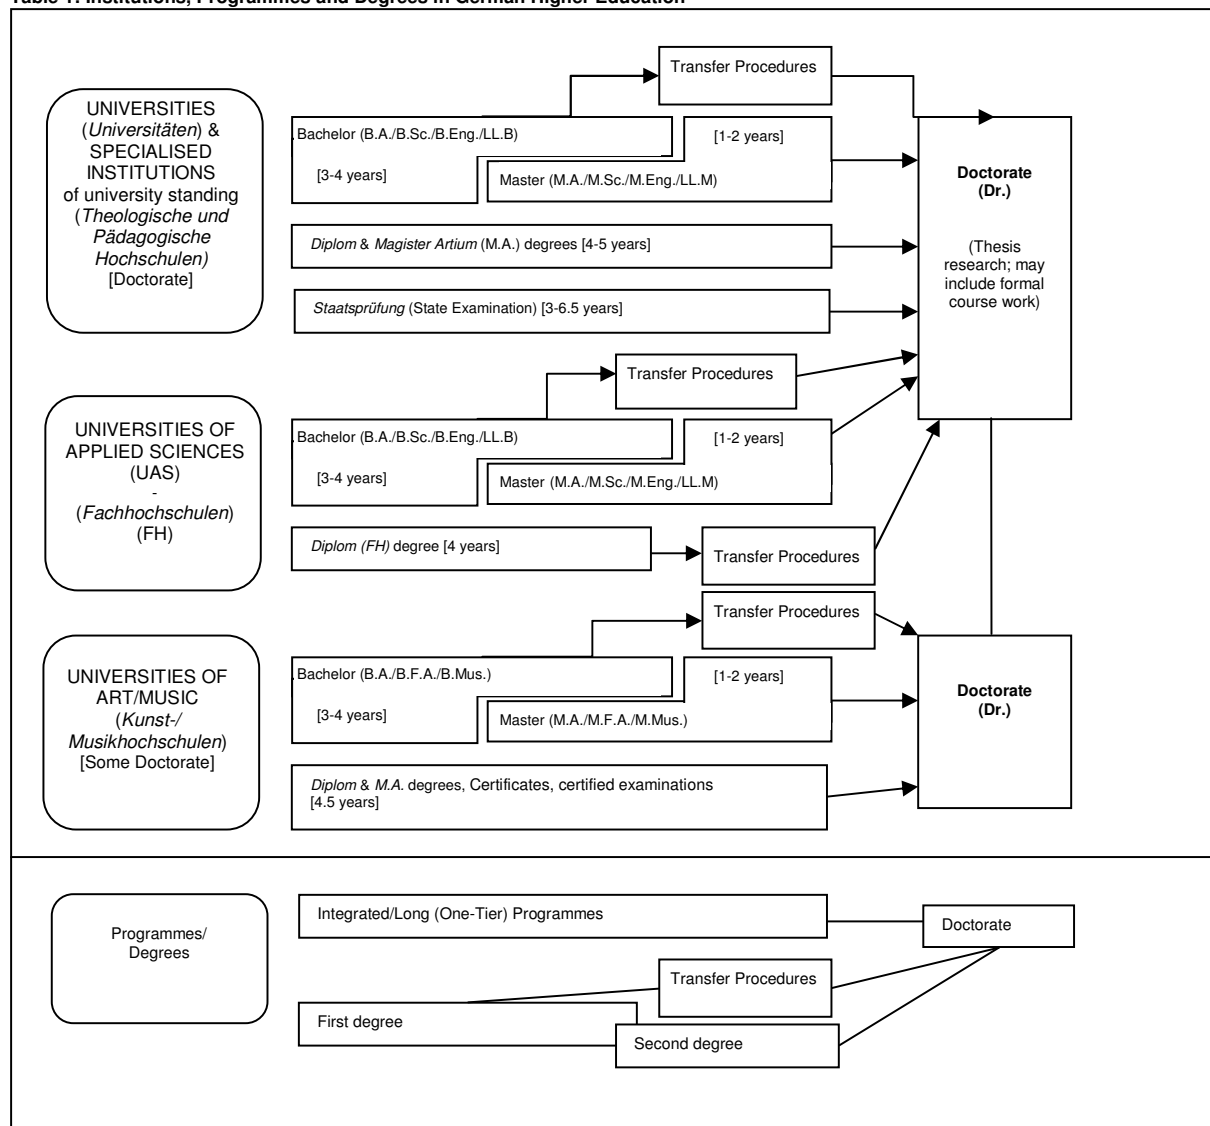 Table 1: Institutions, Programmes and Degrees in German Higher Education
Transfer Procedures
UNIVERSITIES
(Universitäten) &
SPECIALISED
INSTITUTIONS
of university standing
(Theologische und
Pädagogische
Hochschulen)
[Doctorate]
Bachelor (B.A./B.Sc./B.Eng./LL.B)
[3-4 years]
[1-2 years]
Master (M.A./M.Sc./M.Eng./LL.M)
Diplom & Magister Artium (M.A.) degrees [4-5 years]
Staatsprüfung (State Examination) [3-6.5 years]
Doctorate
(Dr.)
(Thesis
research; may
include formal
course work)
Transfer Procedures
UNIVERSITIES OF
APPLIED SCIENCES
(UAS)
-
(Fachhochschulen)
(FH)
Bachelor (B.A./B.Sc./B.Eng./LL.B)
[3-4 years]
[1-2 years]
Master (M.A./M.Sc./M.Eng./LL.M)
Diplom (FH) degree [4 years]
Transfer Procedures
Transfer Procedures
UNIVERSITIES OF
ART/MUSIC
(Kunst-/
Musikhochschulen)
[Some Doctorate]
Bachelor (B.A./B.F.A./B.Mus.)
[3-4 years]
[1-2 years]
Master (M.A./M.F.A./M.Mus.)
Diplom & M.A. degrees, Certificates, certified examinations
[4.5 years]
Doctorate
(Dr.)
Programmes/
Degrees
Integrated/Long (One-Tier) Programmes
Doctorate
Transfer Procedures
First degree
Second degree